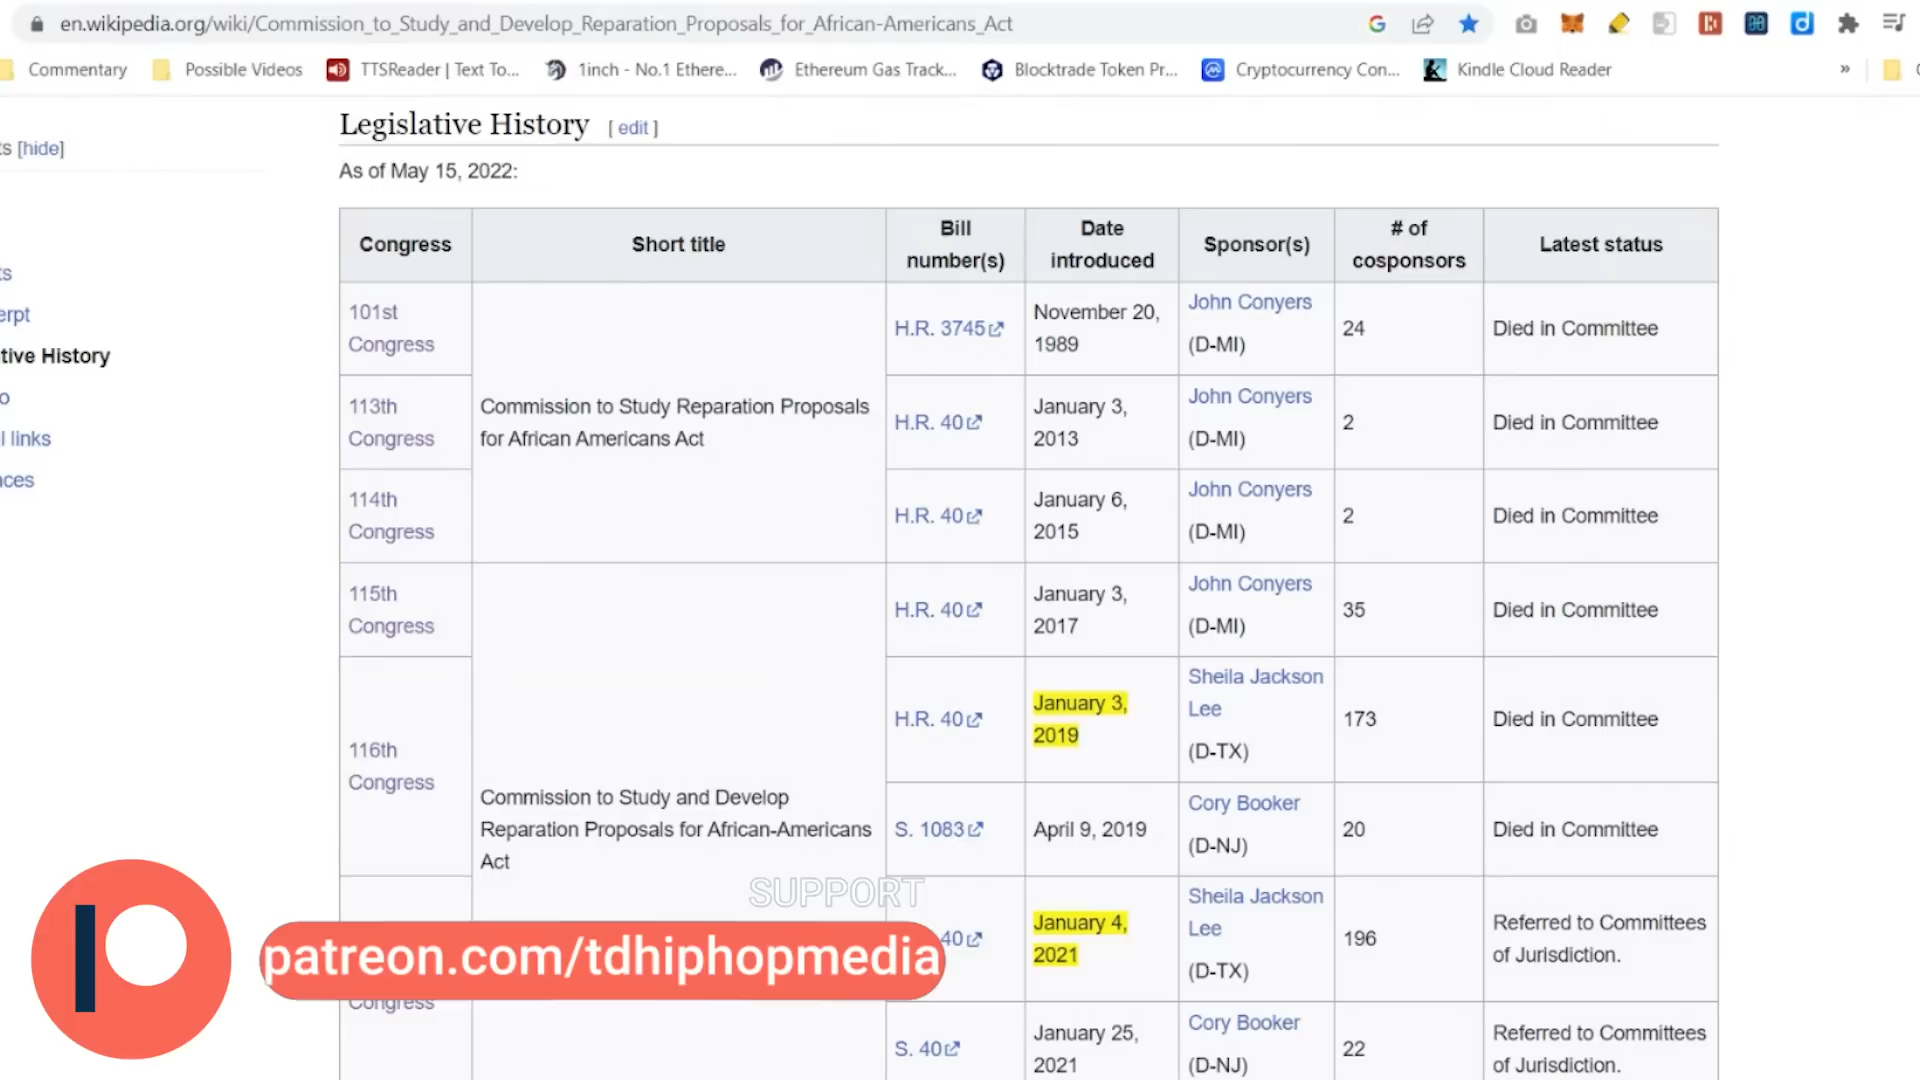 en.wikipedia.org/wiki/Commission_to_Study_and_Develop_Reparation_Proposals_for_African-Americans_Act
Commentary Possible Videos TTSReader | Text To... 1inch - No.1 Ethere... Ethereum Gas Track... Blocktrade Token Pr... Cryptocurrency Con... Kindle Cloud Reader »
Legislative History [ edit ]
ts [hide]
As of May 15, 2022:
ts
erpt
tive History
o
l links
nces
Congress Short title Bill number(s) Date introduced Sponsor(s) # of cosponsors Latest status
101st Congress
H.R. 3745
November 20, 1989
John Conyers (D-MI)
24
Died in Committee
Commission to Study Reparation Proposals
for African Americans Act
113th Congress
H.R. 40
January 3, 2013
John Conyers (D-MI)
2
Died in Committee
114th Congress
H.R. 40
January 6, 2015
John Conyers (D-MI)
2
Died in Committee
115th Congress
H.R. 40
January 3, 2017
John Conyers (D-MI)
35
Died in Committee
116th Congress
H.R. 40
January 3, 2019
Sheila Jackson Lee (D-TX)
173
Died in Committee
Commission to Study and Develop
Reparation Proposals for African-Americans
Act
S. 1083
April 9, 2019
Cory Booker (D-NJ)
20
Died in Committee
SUPPORT
patreon.com/tdhiphopmedia
Congress
40
January 4, 2021
Sheila Jackson Lee (D-TX)
196
Referred to Committees of Jurisdiction.
S. 40
January 25, 2021
Cory Booker (D-NJ)
22
Referred to Committees of Jurisdiction.